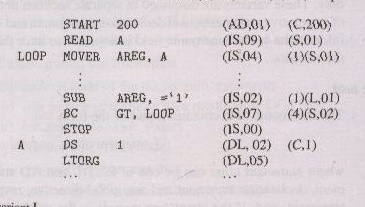 START 200 (AD,01) (C,200)
READ A (IS,09) (S,01)
LOOP MOVER AREG, A (IS,04) (1)(S,01)
⋮ ⋮
SUB AREG, ='1' (IS,02) (1)(L,01)
BC GT, LOOP (IS,07) (4)(S,02)
STOP (IS,00)
A DS 1 (DL, 02) (C,1)
LTORG (DL,05)
... ...